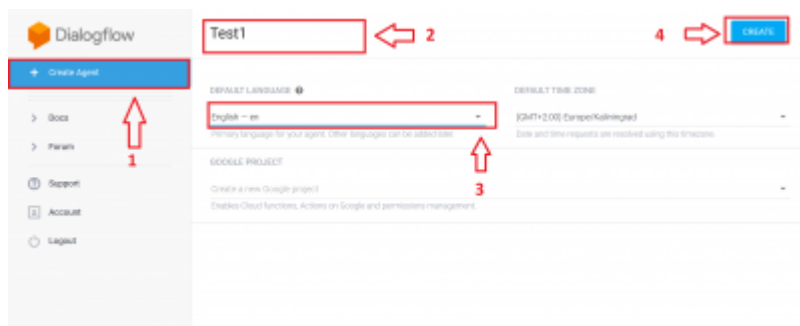 Dialogflow
Test1
2
4
CREATE
+ Create Agent
1
> Docs
> Param
Support
Account
Logout
DEFAULT LANGUAGE
English — en
Primary language for your agent. Other languages can be added later.
3
DEFAULT TIME ZONE
(GMT+2:00) Europe/Kaliningrad
Date and time requests are resolved using this timezone.
GOOGLE PROJECT
Create a new Google project
Enables Cloud functions, Actions on Google and permissions management.